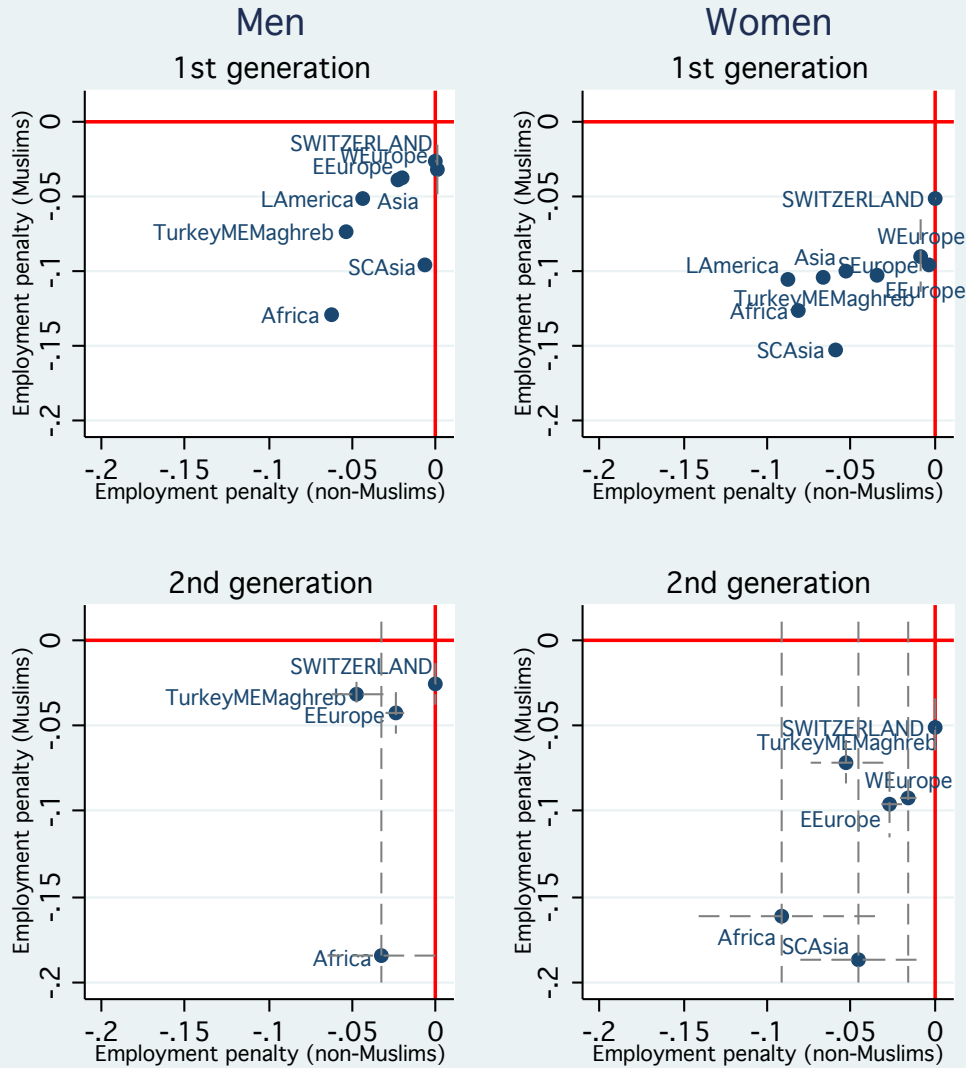 Men
Women
1st generation
1st generation
Employment penalty (Muslims)
0
-.05
-.1
-.15
-.2
SWITZERLAND
WEurope
EEurope
LAmerica
Asia
TurkeyMEMaghreb
SCAsia
Africa
-.2 -.15 -.1 -.05 0
Employment penalty (non-Muslims)
Employment penalty (Muslims)
0
-.05
-.1
-.15
-.2
SWITZERLAND
WEurope
LAmerica
Asia
SEurope
EEurope
TurkeyMEMaghreb
Africa
SCAsia
-.2 -.15 -.1 -.05 0
Employment penalty (non-Muslims)
2nd generation
2nd generation
Employment penalty (Muslims)
0
-.05
-.1
-.15
-.2
SWITZERLAND
TurkeyMEMaghreb
EEurope
Africa
-.2 -.15 -.1 -.05 0
Employment penalty (non-Muslims)
Employment penalty (Muslims)
0
-.05
-.1
-.15
-.2
SWITZERLAND
TurkeyMEMaghreb
WEurope
EEurope
Africa
SCAsia
-.2 -.15 -.1 -.05 0
Employment penalty (non-Muslims)